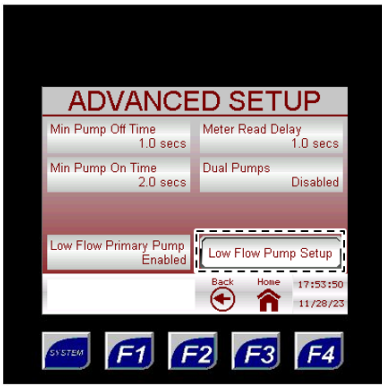 ADVANCED SETUP
Min Pump Off Time
1.0 secs
Meter Read Delay
1.0 secs
Min Pump On Time
2.0 secs
Dual Pumps
Disabled
Low Flow Primary Pump
Enabled
Low Flow Pump Setup
Back
Home
17:53:50
11/28/23
SYSTEM
F1
F2
F3
F4